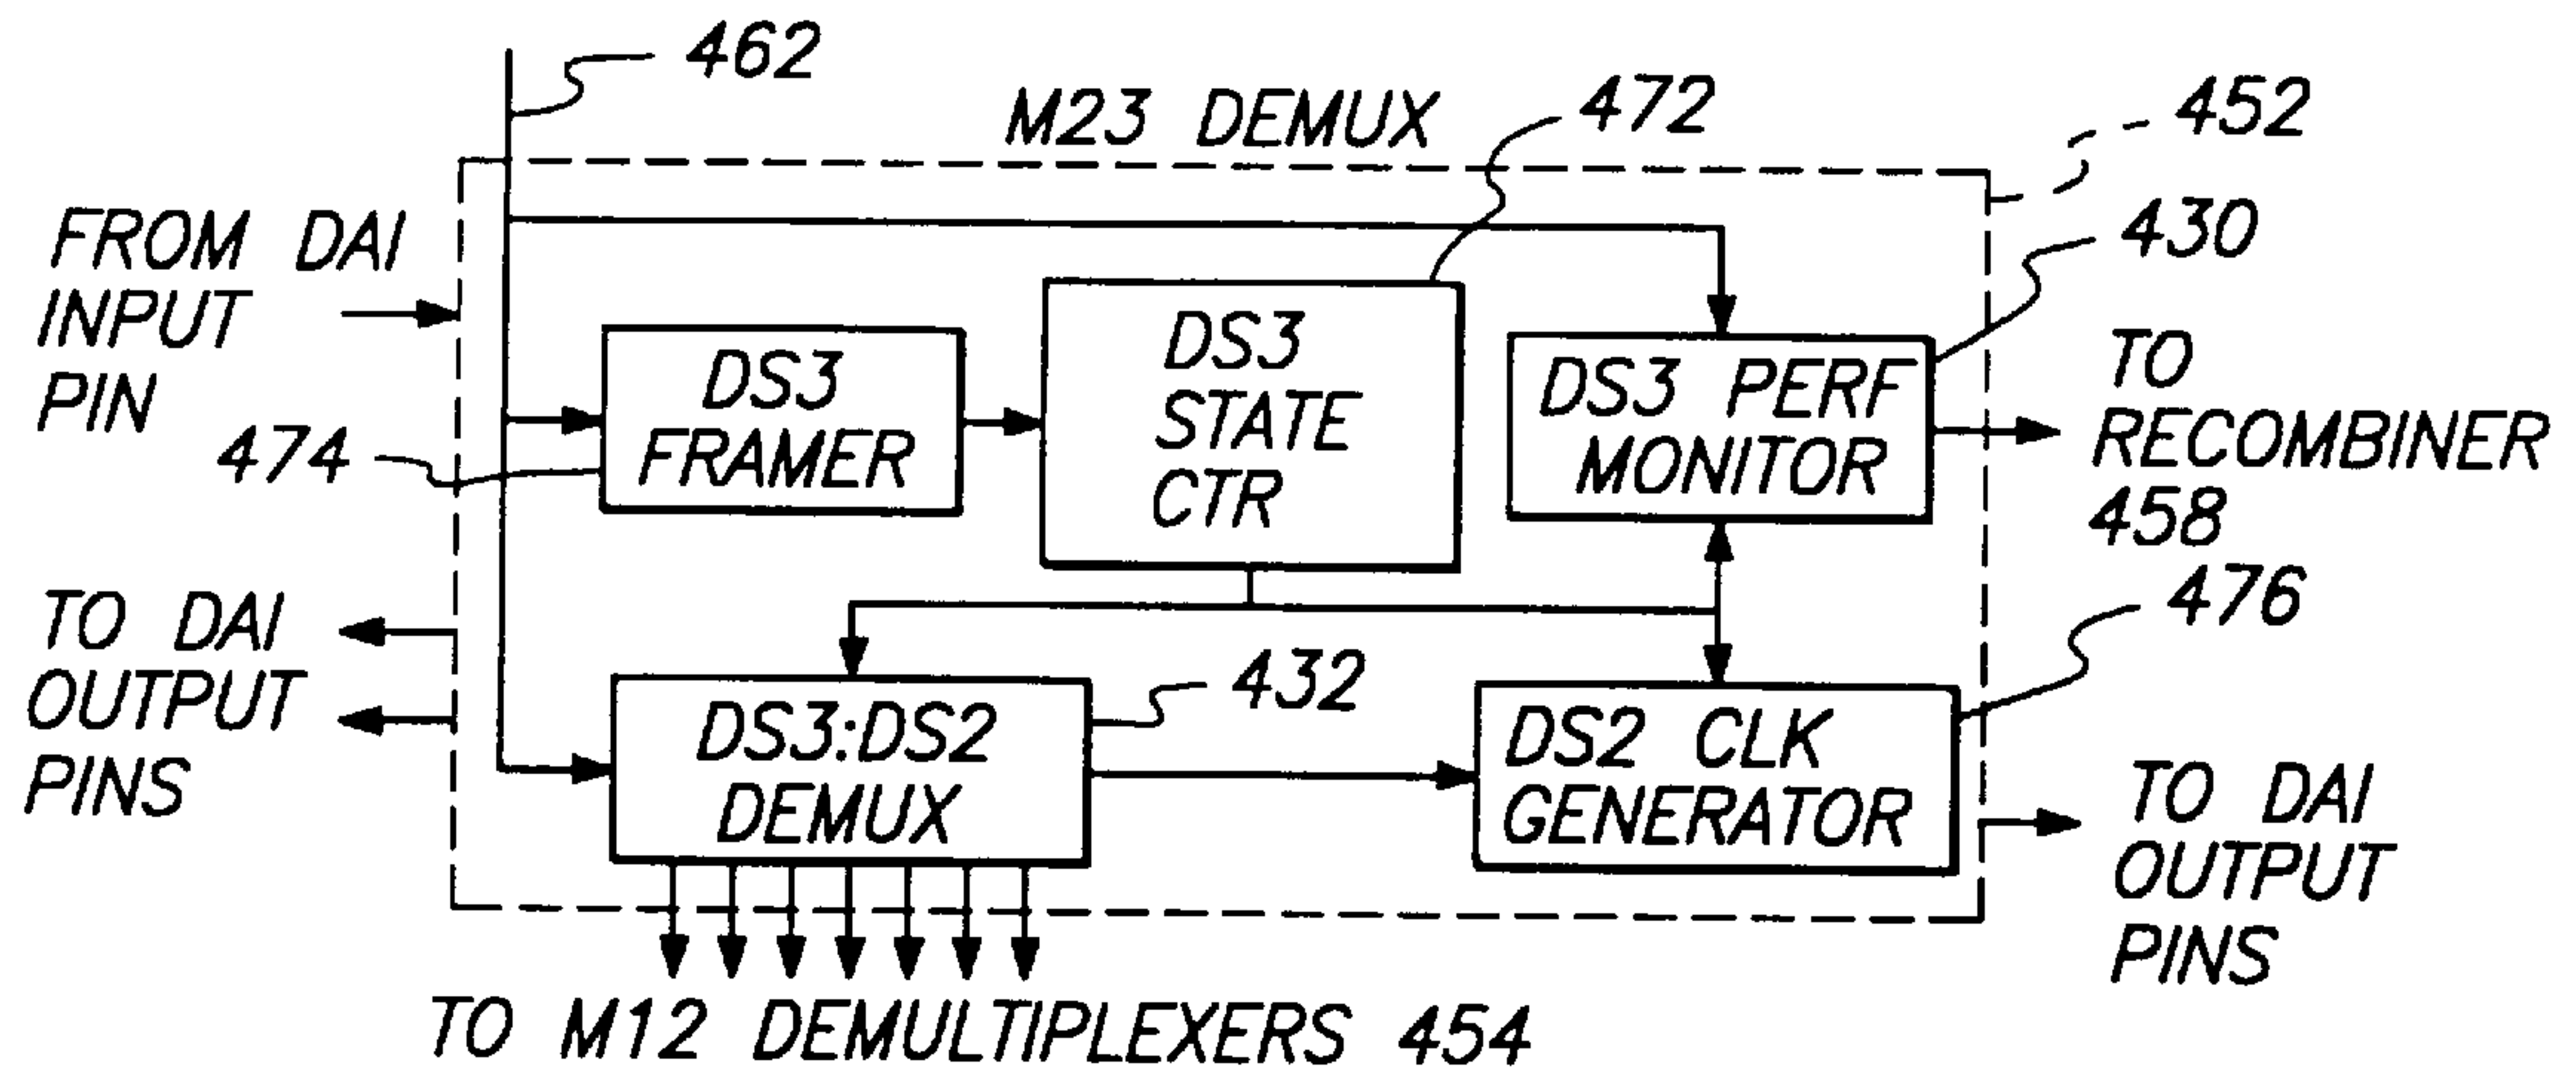 462
M23 DEMUX
472
452
FROM DAI
INPUT
PIN
430
DS3
FRAMER
474
DS3
STATE
CTR
DS3 PERF
MONITOR
TO
RECOMBINER
458
TO DAI
OUTPUT
PINS
432
476
DS3:DS2
DEMUX
DS2 CLK
GENERATOR
TO DAI
OUTPUT
PINS
TO M12 DEMULTIPLEXERS 454